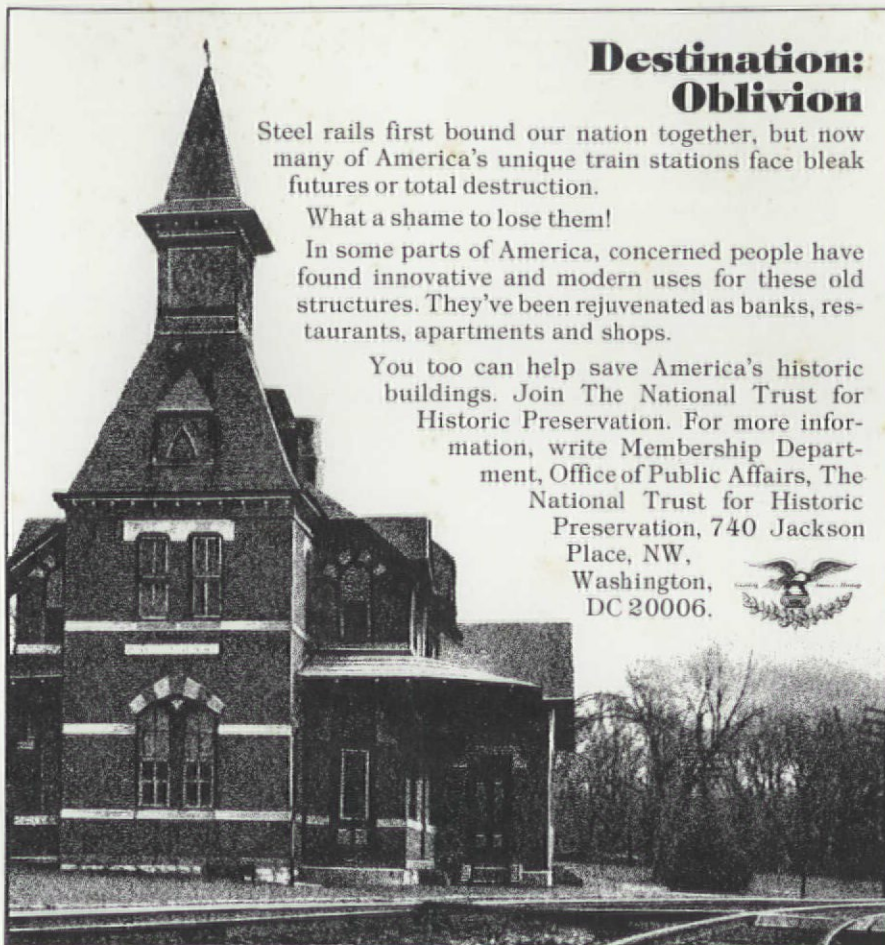 Destination:
Oblivion
Steel rails first bound our nation together, but now
many of America's unique train stations face bleak
futures or total destruction.
What a shame to lose them!
In some parts of America, concerned people have
found innovative and modern uses for these old
structures. They've been rejuvenated as banks, res-
taurants, apartments and shops.
You too can help save America's historic
buildings. Join The National Trust for
Historic Preservation. For more infor-
mation, write Membership Depart-
ment, Office of Public Affairs, The
National Trust for Historic
Preservation, 740 Jackson
Place, NW,
Washington,
DC 20006.